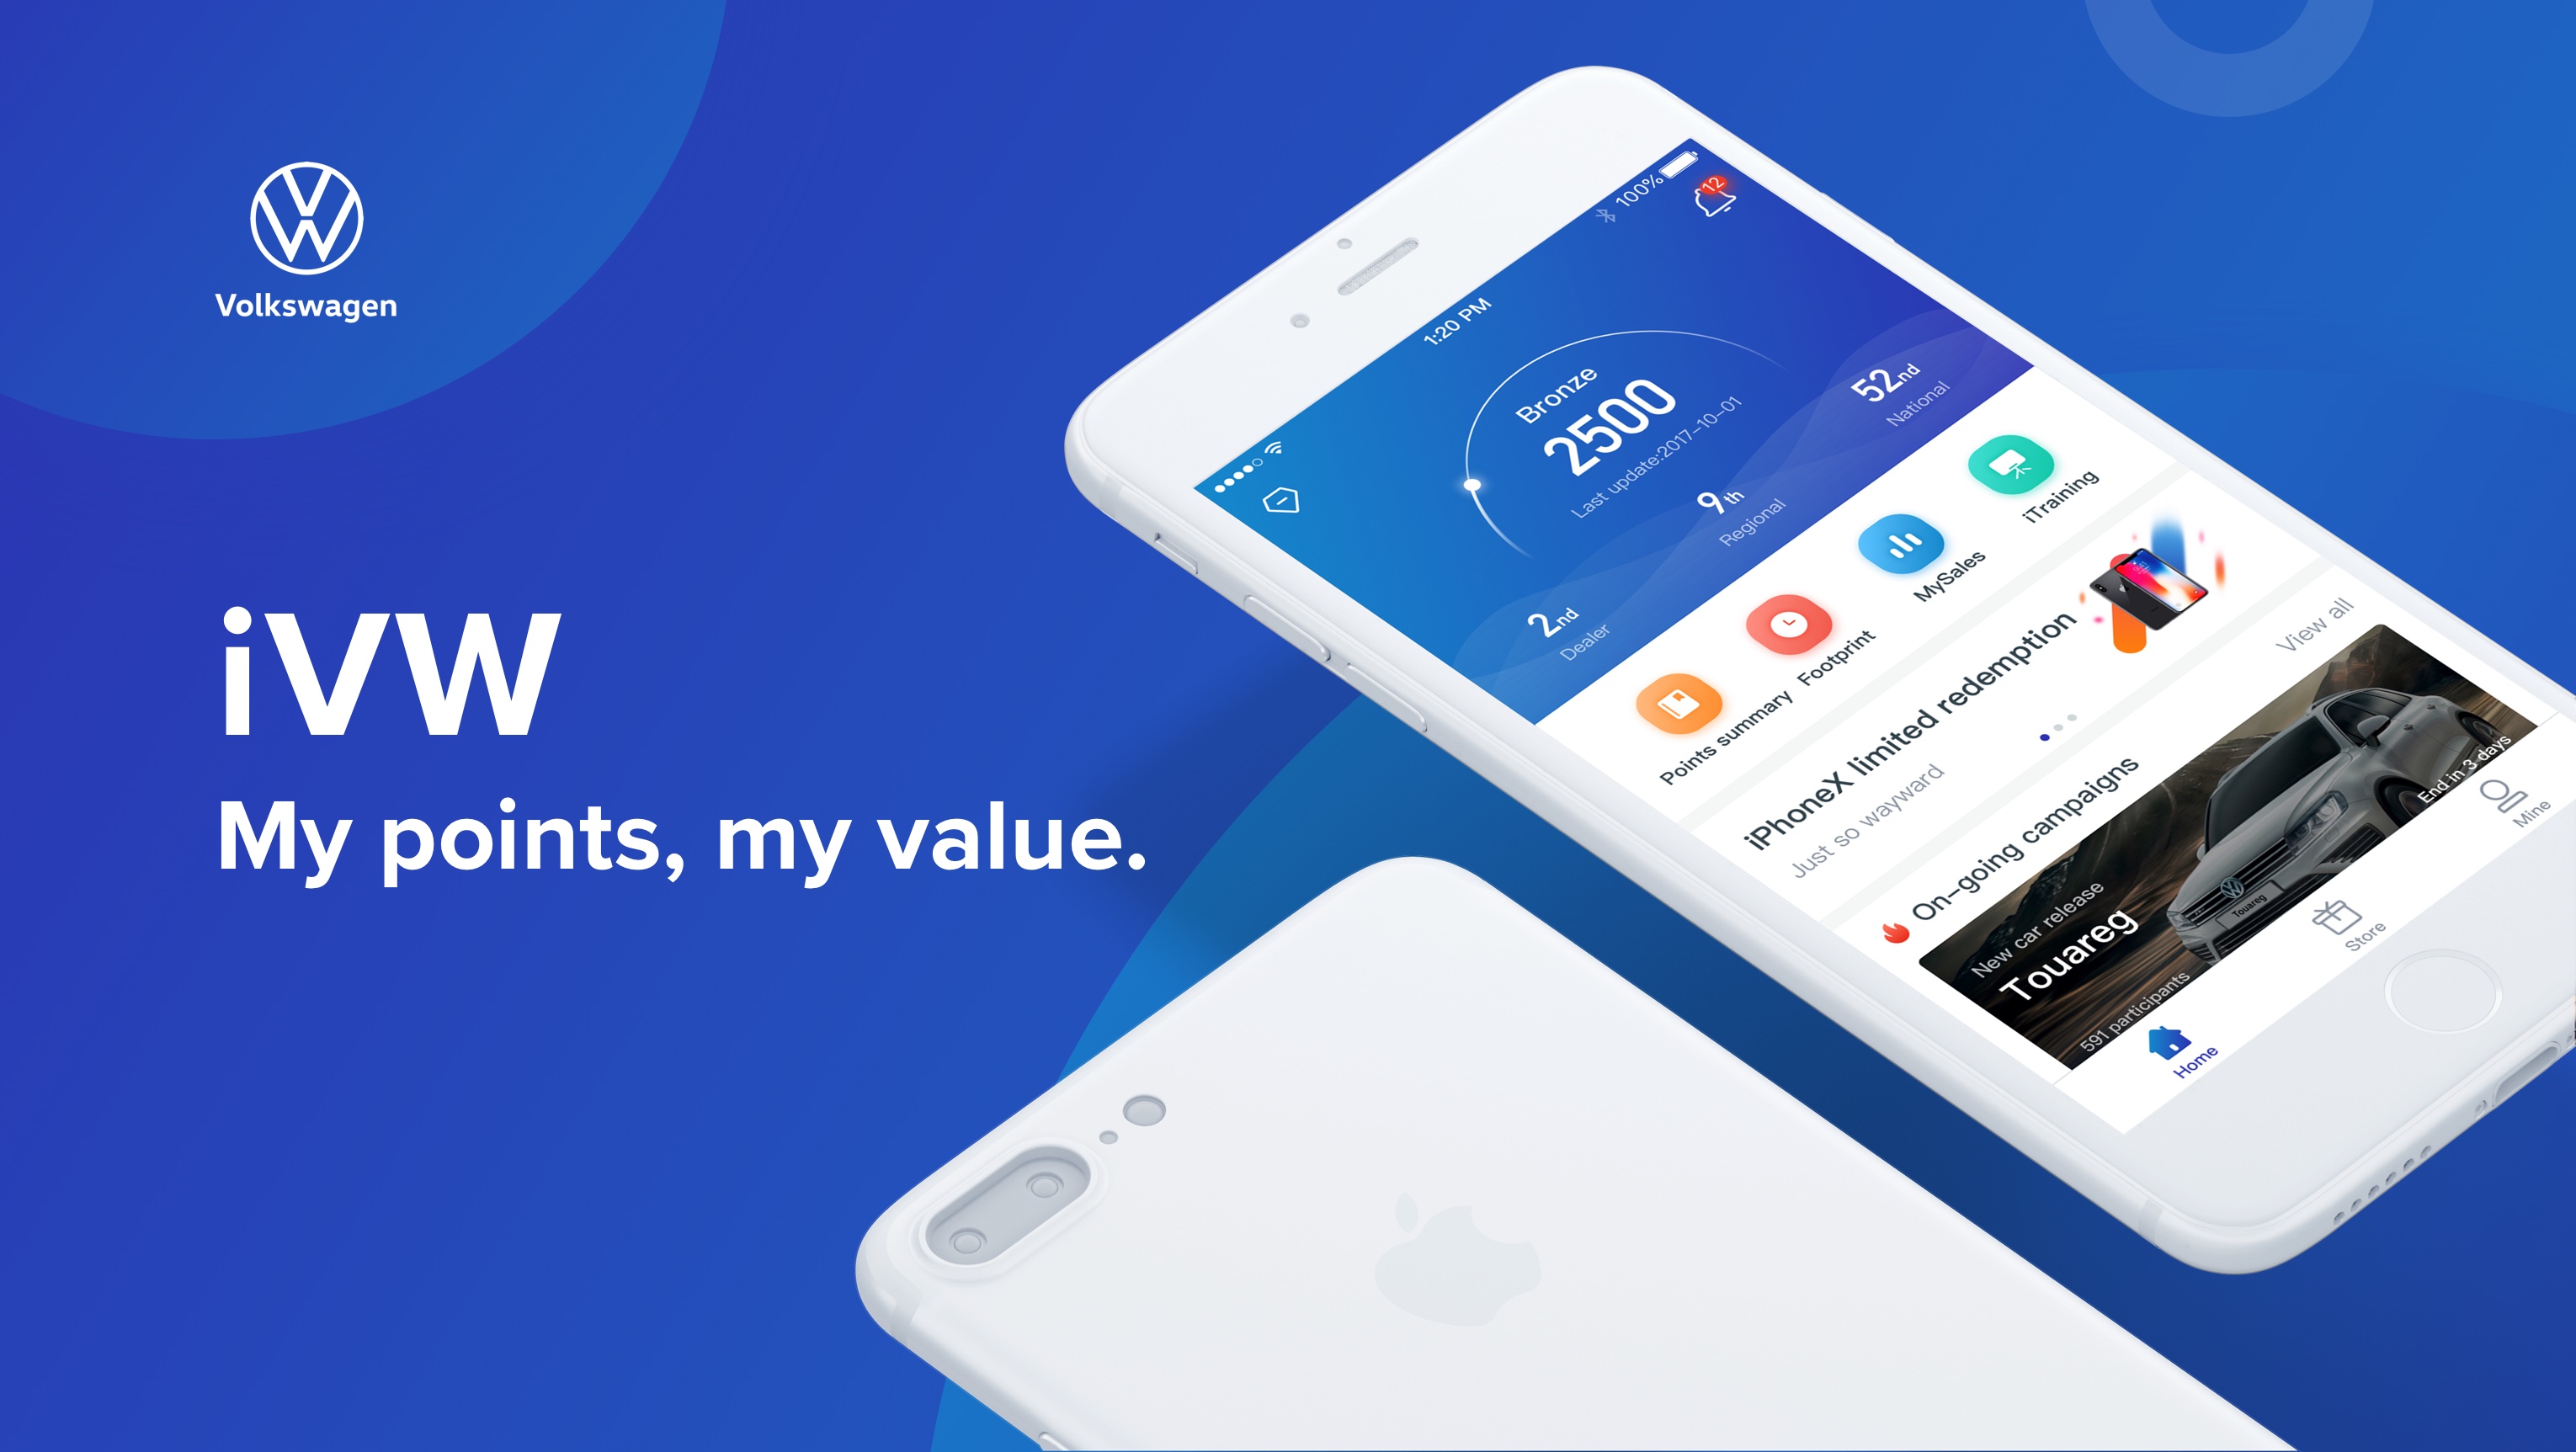 Volkswagen
iVW
My points, my value.
1:20 PM
100%
12
Bronze
2500
Last update:2017-10-01
2nd
Dealer
9th
Regional
52nd
National
Points summary
Footprint
MySales
iTraining
iPhoneX limited redemption
Just so wayward
On-going campaigns
View all
New car release
Touareg
591 participants
End in 3 days
Touareg
Home
Store
Mine